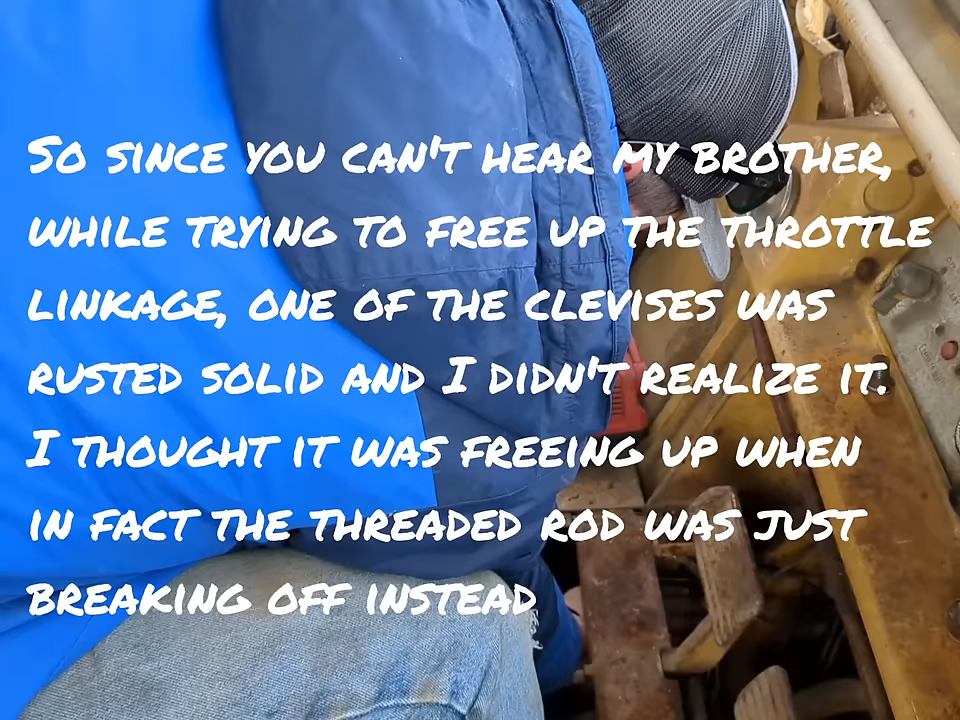 So since you can't hear my brother,
while trying to free up the throttle
linkage, one of the clevises was
rusted solid and I didn't realize it.
I thought it was freeing up when
in fact the threaded rod was just
breaking off instead